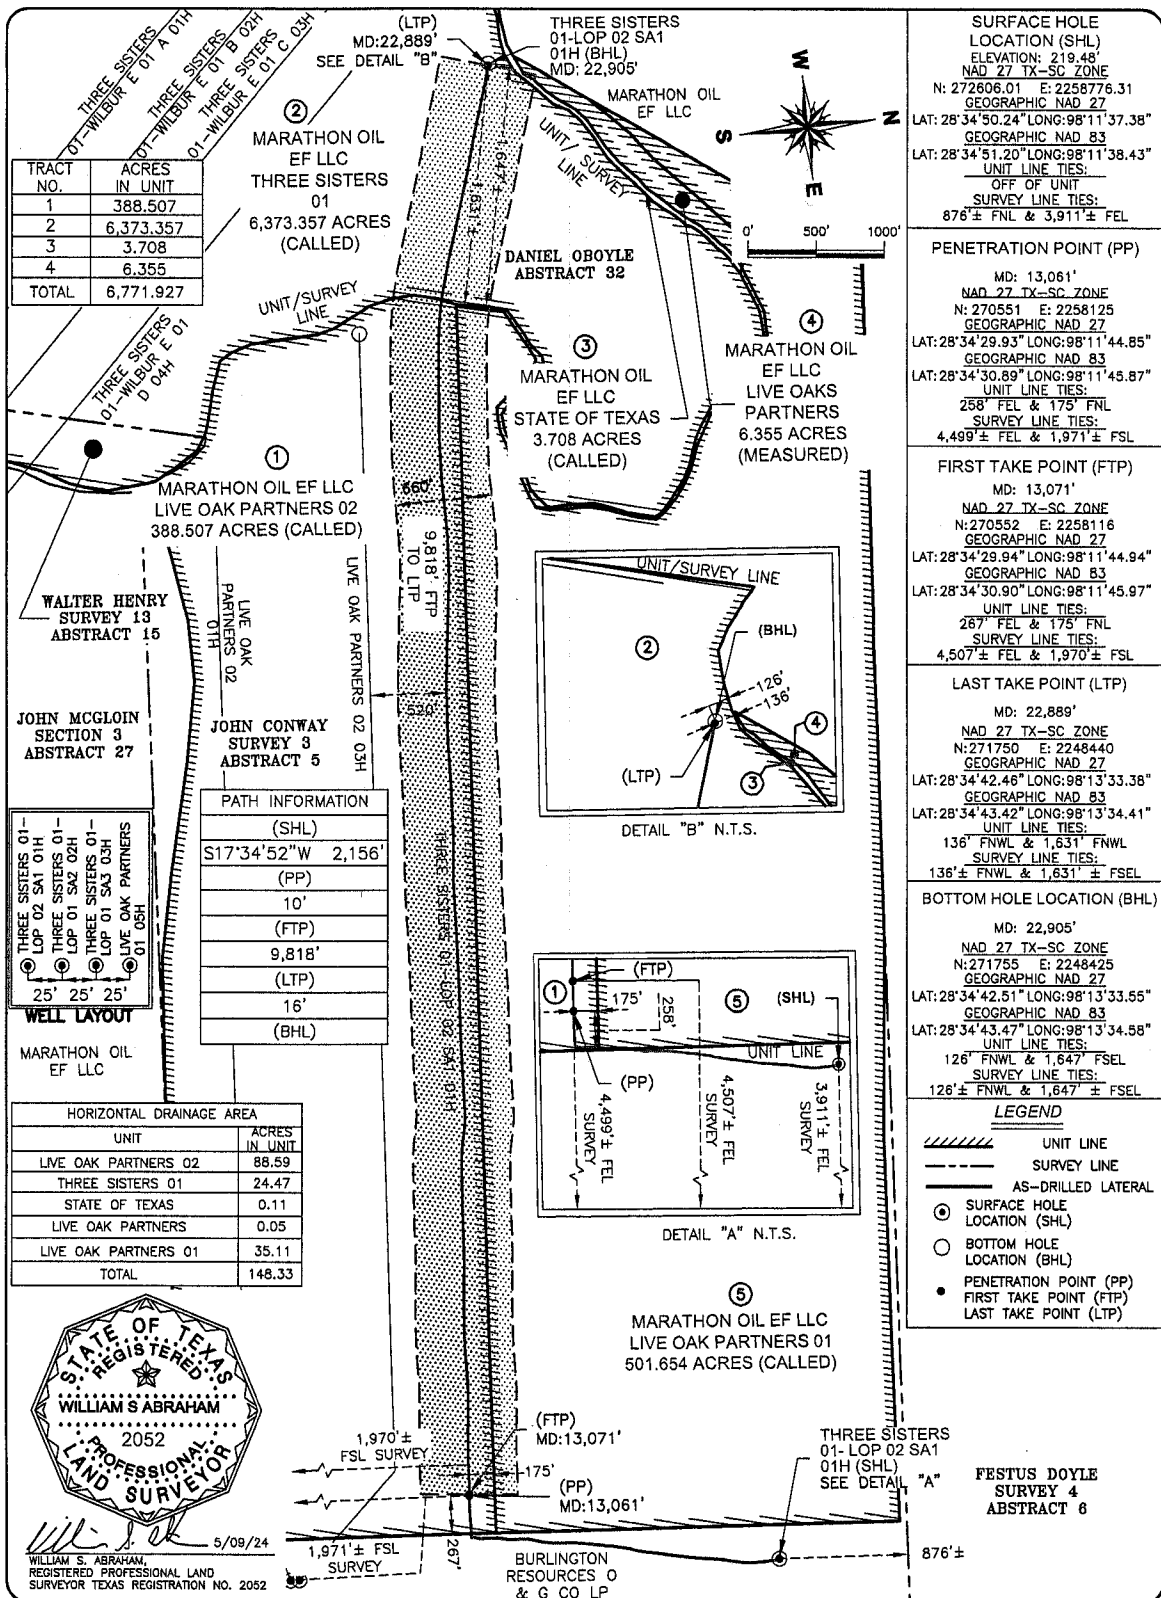 THREE SISTERS
01-WILBUR E 01 A 01H
THREE SISTERS
01-WILBUR E 01 B 02H
THREE SISTERS
01-WILBUR E 01 C 03H
(LTP)
MD:22,889'
SEE DETAIL "B"
THREE SISTERS
01-LOP 02 SA1
01H (BHL)
MD: 22,905'
MARATHON OIL
EF LLC
W
N
S
E
0' 500' 1000'
UNIT/ SURVEY
LINE
1,647'±
1,631'±
②
MARATHON OIL
EF LLC
THREE SISTERS
01
6,373.357 ACRES
(CALLED)
TRACT NO. ACRES IN UNIT
1 388.507
2 6,373.357
3 3.708
4 6.355
TOTAL 6,771.927
DANIEL OBOYLE
ABSTRACT 32
UNIT/SURVEY
LINE
THREE SISTERS
01-WILBUR E 01
D 04H
③
MARATHON OIL
EF LLC
STATE OF TEXAS
3.708 ACRES
(CALLED)
④
MARATHON OIL
EF LLC
LIVE OAKS
PARTNERS
6.355 ACRES
(MEASURED)
①
MARATHON OIL EF LLC
LIVE OAK PARTNERS 02
388.507 ACRES (CALLED)
660'
9,818' FTP
TO LTP
LIVE OAK
PARTNERS 02
01H
LIVE OAK PARTNERS 02 03H
520'
WALTER HENRY
SURVEY 13
ABSTRACT 15
JOHN MCGLOIN
SECTION 3
ABSTRACT 27
JOHN CONWAY
SURVEY 3
ABSTRACT 5
THREE SISTERS 01-LOP 02 SA1 01H
UNIT/SURVEY LINE
②
(BHL)
126'
136'
④
(LTP)
③
DETAIL "B" N.T.S.
PATH INFORMATION
(SHL)
S17°34'52"W 2,156'
(PP)
10'
(FTP)
9,818'
(LTP)
16'
(BHL)
THREE SISTERS 01-
LOP 02 SA1 01H
THREE SISTERS 01-
LOP 01 SA2 02H
THREE SISTERS 01-
LOP 01 SA3 03H
LIVE OAK PARTNERS
01 05H
25' 25' 25'
WELL LAYOUT
MARATHON OIL
EF LLC
(FTP)
①
175'
258'
⑤
(SHL)
UNIT LINE
(PP)
4,499'± FEL
SURVEY
4,507'± FEL
SURVEY
3,911'± FEL
SURVEY
DETAIL "A" N.T.S.
HORIZONTAL DRAINAGE AREA
UNIT ACRES IN UNIT
LIVE OAK PARTNERS 02 88.59
THREE SISTERS 01 24.47
STATE OF TEXAS 0.11
LIVE OAK PARTNERS 0.05
LIVE OAK PARTNERS 01 35.11
TOTAL 148.33
⑤
MARATHON OIL EF LLC
LIVE OAK PARTNERS 01
501.654 ACRES (CALLED)
STATE OF TEXAS
REGISTERED
WILLIAM S ABRAHAM
2052
PROFESSIONAL
LAND SURVEYOR
5/09/24
WILLIAM S. ABRAHAM,
REGISTERED PROFESSIONAL LAND
SURVEYOR TEXAS REGISTRATION NO. 2052
1,970'±
FSL SURVEY
1,971'± FSL
SURVEY
(FTP)
MD:13,071'
175'
(PP)
MD:13,061'
267'
BURLINGTON
RESOURCES O
& G CO LP
THREE SISTERS
01- LOP 02 SA1
01H (SHL)
SEE DETAIL "A"
FESTUS DOYLE
SURVEY 4
ABSTRACT 6
876'±
SURFACE HOLE
LOCATION (SHL)
ELEVATION: 219.48'
NAD 27 TX-SC ZONE
N: 272606.01 E: 2258776.31
GEOGRAPHIC NAD 27
LAT: 28°34'50.24" LONG:98°11'37.38"
GEOGRAPHIC NAD 83
LAT: 28°34'51.20" LONG:98°11'38.43"
UNIT LINE TIES:
OFF OF UNIT
SURVEY LINE TIES:
876'± FNL & 3,911'± FEL
PENETRATION POINT (PP)
MD: 13,061'
NAD 27 TX-SC ZONE
N: 270551 E: 2258125
GEOGRAPHIC NAD 27
LAT: 28°34'29.93" LONG:98°11'44.85"
GEOGRAPHIC NAD 83
LAT: 28°34'30.89" LONG:98°11'45.87"
UNIT LINE TIES:
258' FEL & 175' FNL
SURVEY LINE TIES:
4,499'± FEL & 1,971'± FSL
FIRST TAKE POINT (FTP)
MD: 13,071'
NAD 27 TX-SC ZONE
N:270552 E: 2258116
GEOGRAPHIC NAD 27
LAT: 28°34'29.94" LONG:98°11'44.94"
GEOGRAPHIC NAD 83
LAT: 28°34'30.90" LONG:98°11'45.97"
UNIT LINE TIES:
267' FEL & 175' FNL
SURVEY LINE TIES:
4,507'± FEL & 1,970'± FSL
LAST TAKE POINT (LTP)
MD: 22,889'
NAD 27 TX-SC ZONE
N:271750 E: 2248440
GEOGRAPHIC NAD 27
LAT: 28°34'42.46" LONG:98°13'33.38"
GEOGRAPHIC NAD 83
LAT: 28°34'43.42" LONG:98°13'34.41"
UNIT LINE TIES:
136' FNWL & 1,631' FNWL
SURVEY LINE TIES:
136'± FNWL & 1,631' ± FSEL
BOTTOM HOLE LOCATION (BHL)
MD: 22,905'
NAD 27 TX-SC ZONE
N:271755 E: 2248425
GEOGRAPHIC NAD 27
LAT: 28°34'42.51" LONG:98°13'33.55"
GEOGRAPHIC NAD 83
LAT: 28°34'43.47" LONG:98°13'34.58"
UNIT LINE TIES:
126' FNWL & 1,647' FSEL
SURVEY LINE TIES:
126'± FNWL & 1,647' ± FSEL
LEGEND
UNIT LINE
SURVEY LINE
AS-DRILLED LATERAL
SURFACE HOLE
LOCATION (SHL)
BOTTOM HOLE
LOCATION (BHL)
PENETRATION POINT (PP)
FIRST TAKE POINT (FTP)
LAST TAKE POINT (LTP)